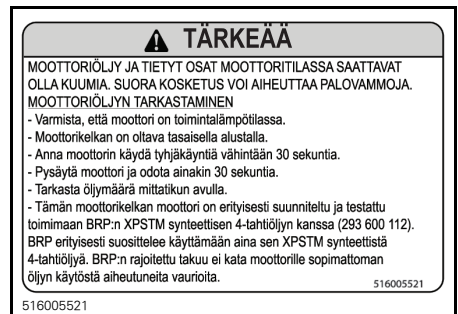 TÄRKEÄÄ
MOOTTORIÖLJY JA TIETYT OSAT MOOTTORITILASSA SAATTAVAT
OLLA KUUMIA. SUORA KOSKETUS VOI AIHEUTTAA PALOVAMMOJA.
MOOTTORIÖLJYN TARKASTAMINEN
- Varmista, että moottori on toimintalämpötilassa.
- Moottorikelkan on oltava tasaisella alustalla.
- Anna moottorin käydä tyhjäkäyntiä vähintään 30 sekuntia.
- Pysäytä moottori ja odota ainakin 30 sekuntia.
- Tarkasta öljymäärä mittatikun avulla.
- Tämän moottorikelkan moottori on erityisesti suunniteltu ja testattu
toimimaan BRP:n XPSTM synteettisen 4-tahtiöljyn kanssa (293 600 112).
BRP erityisesti suosittelee käyttämään aina sen XPSTM synteettistä
4-tahtiöljyä. BRP:n rajoitettu takuu ei kata moottorille sopimattoman
öljyn käytöstä aiheutuneita vaurioita.
516005521
516005521